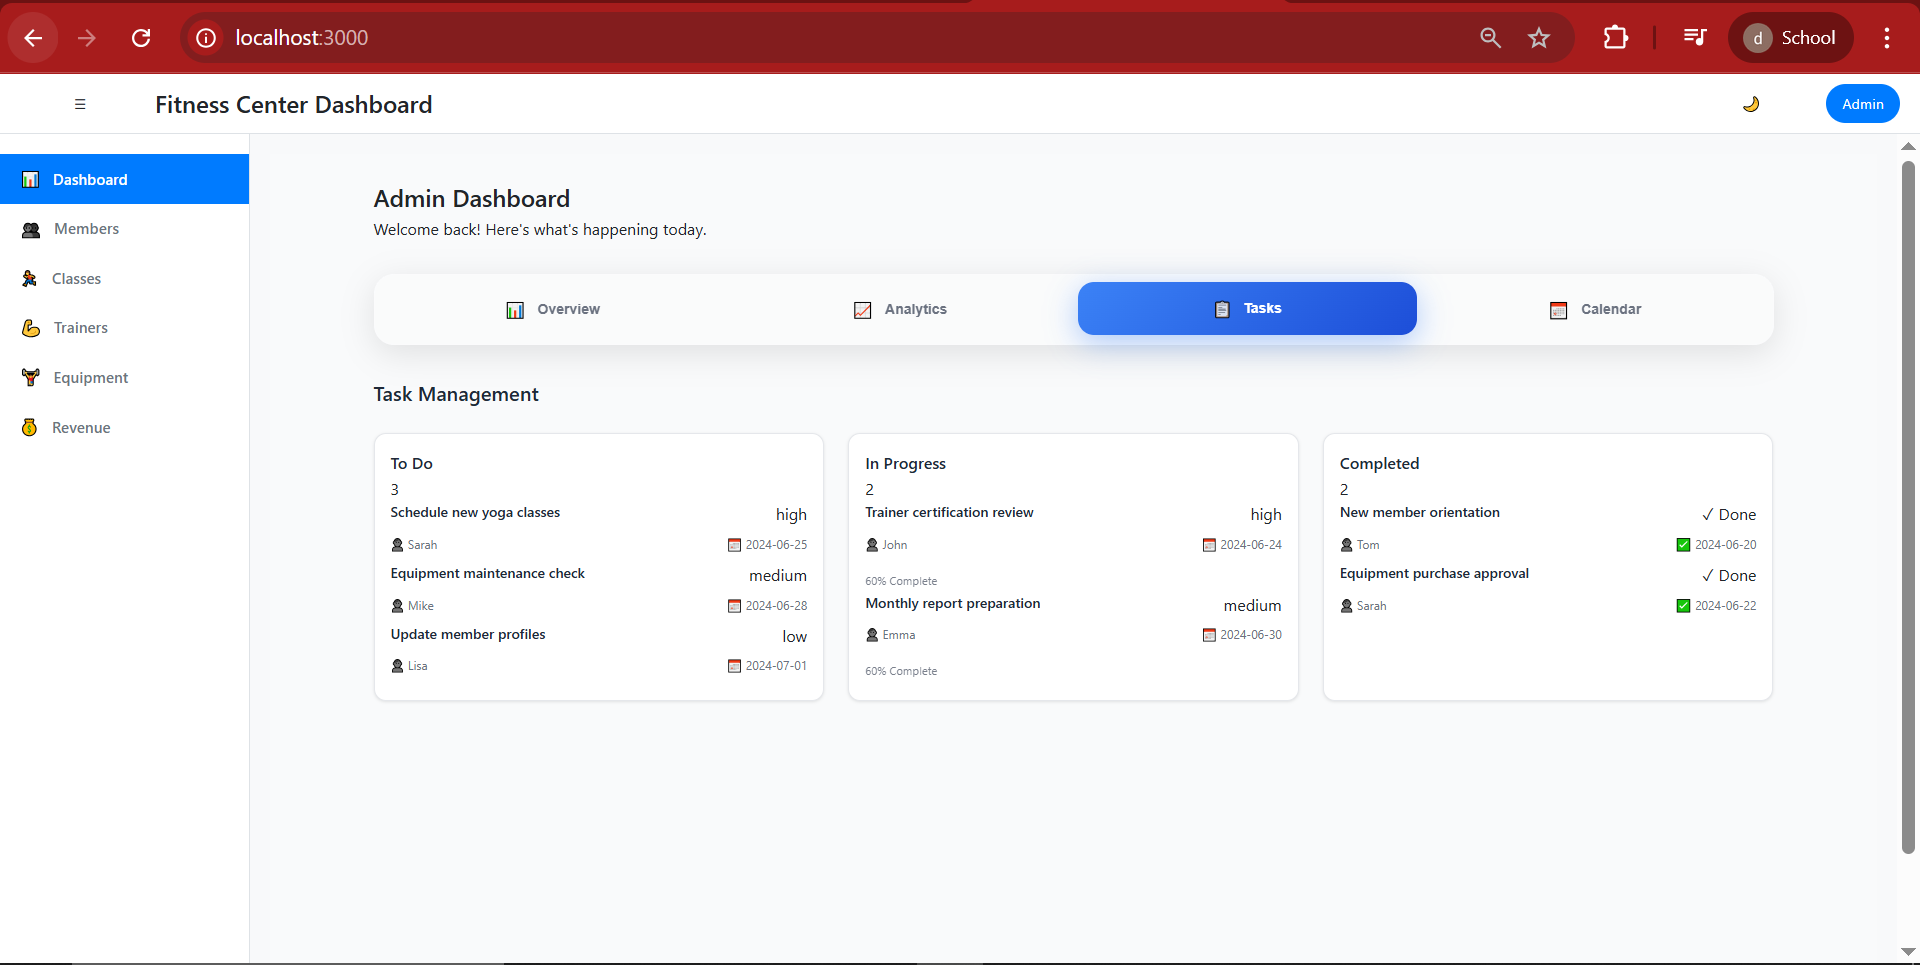 localhost:3000
d School
☰ Fitness Center Dashboard
Admin
Dashboard
Members
Classes
Trainers
Equipment
Revenue
Admin Dashboard
Welcome back! Here's what's happening today.
Overview Analytics Tasks Calendar
Task Management
To Do
3
Schedule new yoga classes high
Sarah 2024-06-25
Equipment maintenance check medium
Mike 2024-06-28
Update member profiles low
Lisa 2024-07-01
In Progress
2
Trainer certification review high
John 2024-06-24
60% Complete
Monthly report preparation medium
Emma 2024-06-30
60% Complete
Completed
2
New member orientation ✓ Done
Tom ✅ 2024-06-20
Equipment purchase approval ✓ Done
Sarah ✅ 2024-06-22